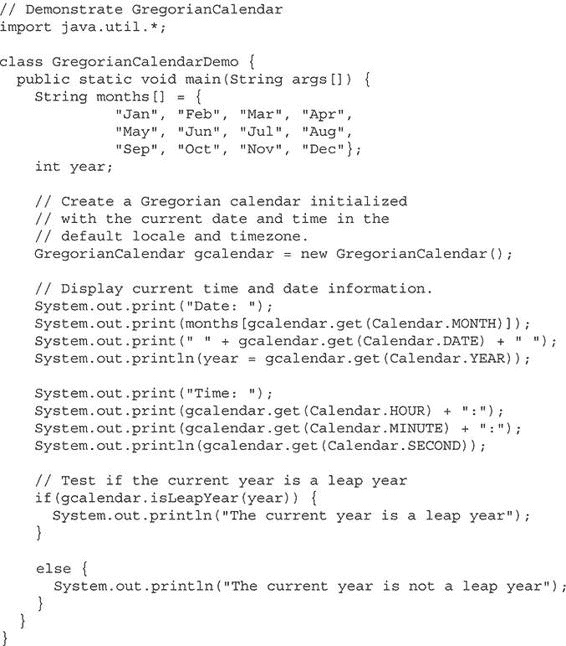 // Demonstrate GregorianCalendar
import java.util.*;

class GregorianCalendarDemo {
  public static void main(String args[]) {
    String months[] = {
             "Jan", "Feb", "Mar", "Apr",
             "May", "Jun", "Jul", "Aug",
             "Sep", "Oct", "Nov", "Dec"};
    int year;

    // Create a Gregorian calendar initialized
    // with the current date and time in the
    // default locale and timezone.
    GregorianCalendar gcalendar = new GregorianCalendar();

    // Display current time and date information.
    System.out.print("Date: ");
    System.out.print(months[gcalendar.get(Calendar.MONTH)]);
    System.out.print(" " + gcalendar.get(Calendar.DATE) + " ");
    System.out.println(year = gcalendar.get(Calendar.YEAR));

    System.out.print("Time: ");
    System.out.print(gcalendar.get(Calendar.HOUR) + ":");
    System.out.print(gcalendar.get(Calendar.MINUTE) + ":");
    System.out.println(gcalendar.get(Calendar.SECOND));

    // Test if the current year is a leap year
    if(gcalendar.isLeapYear(year)) {
      System.out.println("The current year is a leap year");
    }

    else {
      System.out.println("The current year is not a leap year");
    }
  }
}